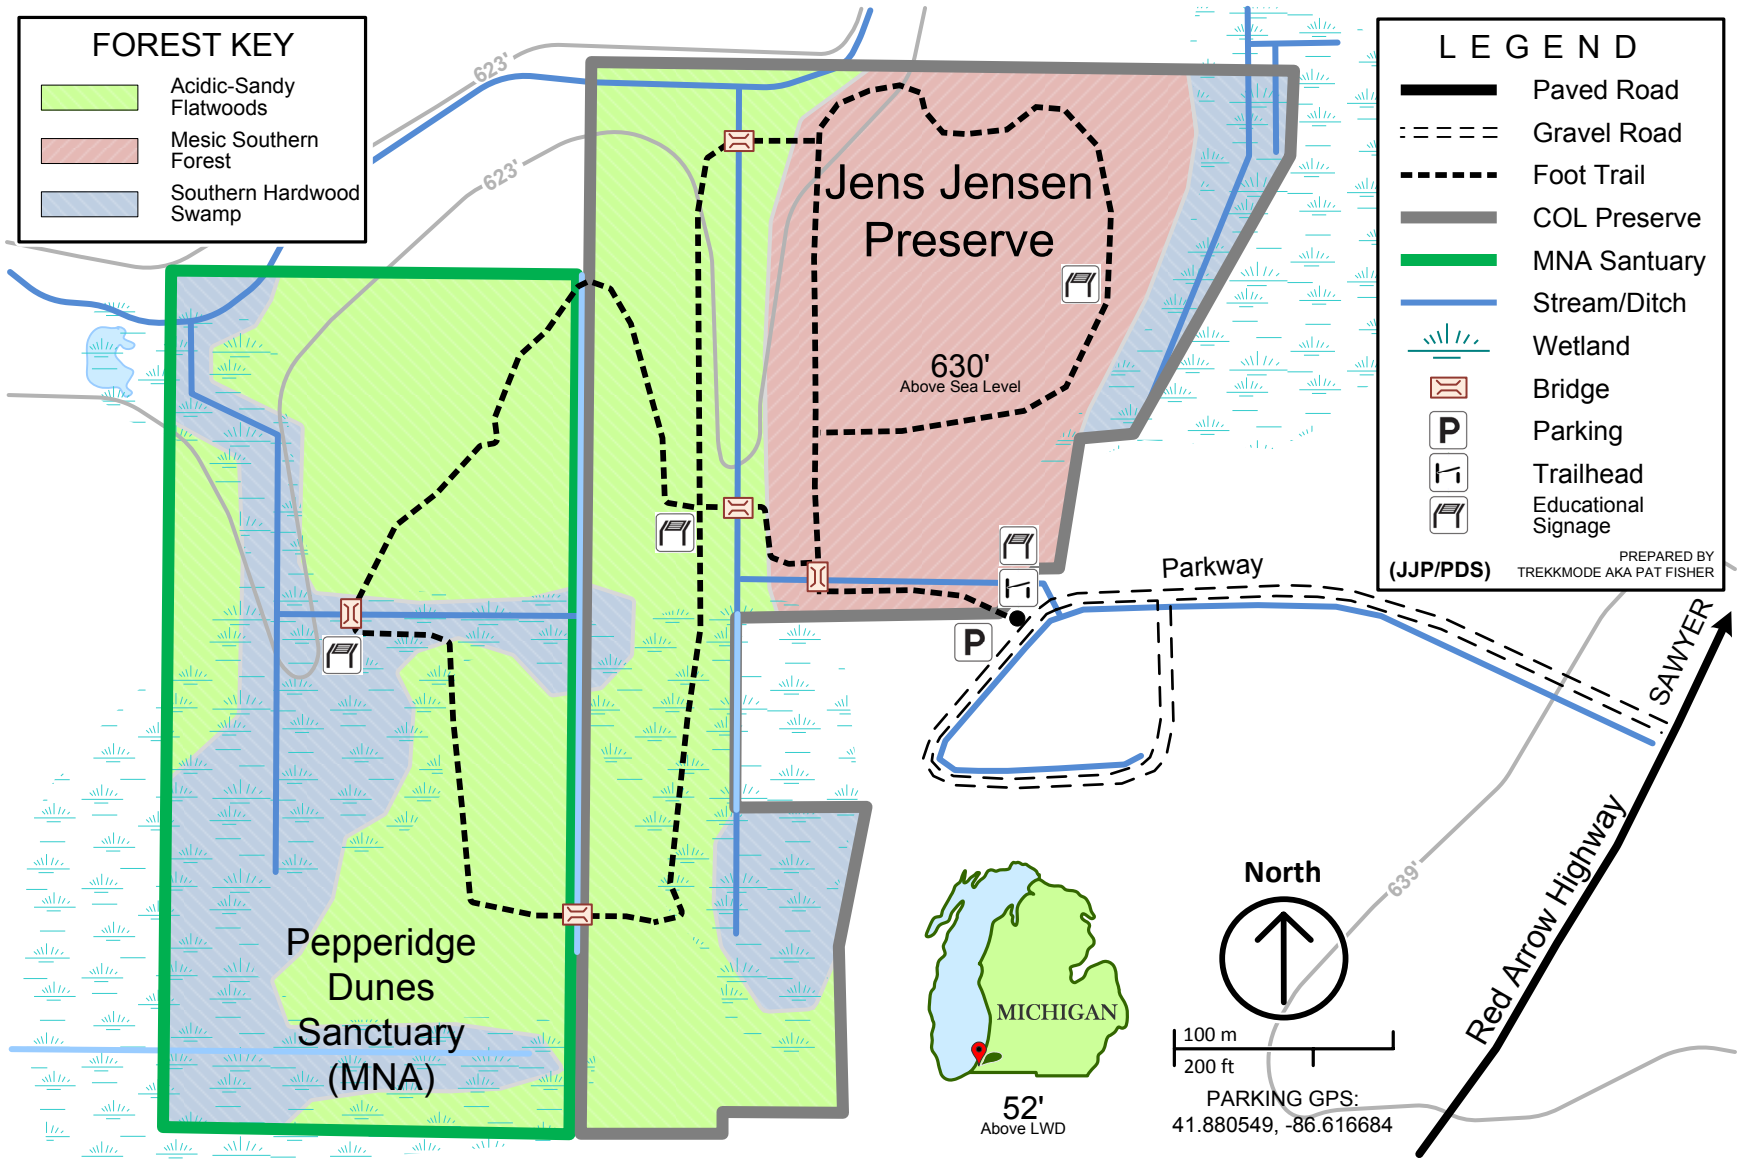 FOREST KEY
Acidic-Sandy
Flatwoods
Mesic Southern
Forest
Southern Hardwood
Swamp
623'
623'
Jens Jensen
Preserve
630'
Above Sea Level
LEGEND
Paved Road
Gravel Road
Foot Trail
COL Preserve
MNA Santuary
Stream/Ditch
Wetland
Bridge
P
Parking
Trailhead
Educational
Signage
(JJP/PDS)
PREPARED BY
TREKKMODE AKA PAT FISHER
Parkway
P
SAWYER
Red Arrow Highway
639'
Pepperidge
Dunes
Sanctuary
(MNA)
MICHIGAN
52'
Above LWD
North
100 m
200 ft
PARKING GPS:
41.880549, -86.616684